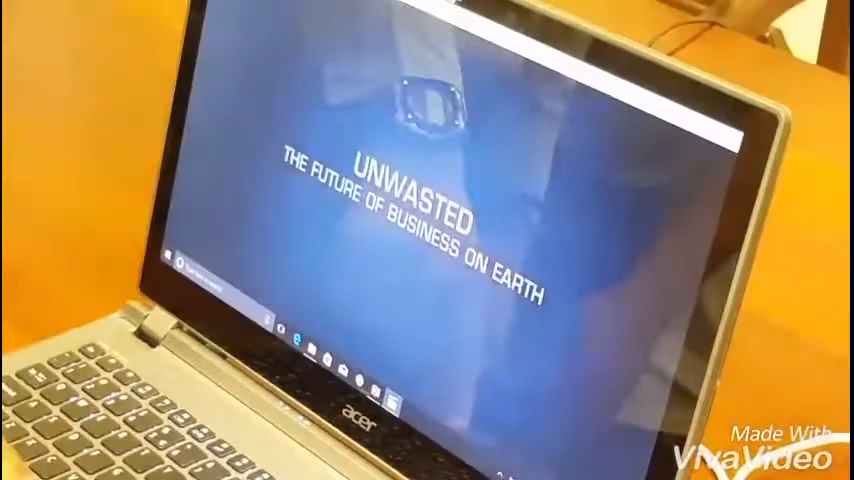 UNWASTED
THE FUTURE OF BUSINESS ON EARTH
acer
Made With
VivaVideo